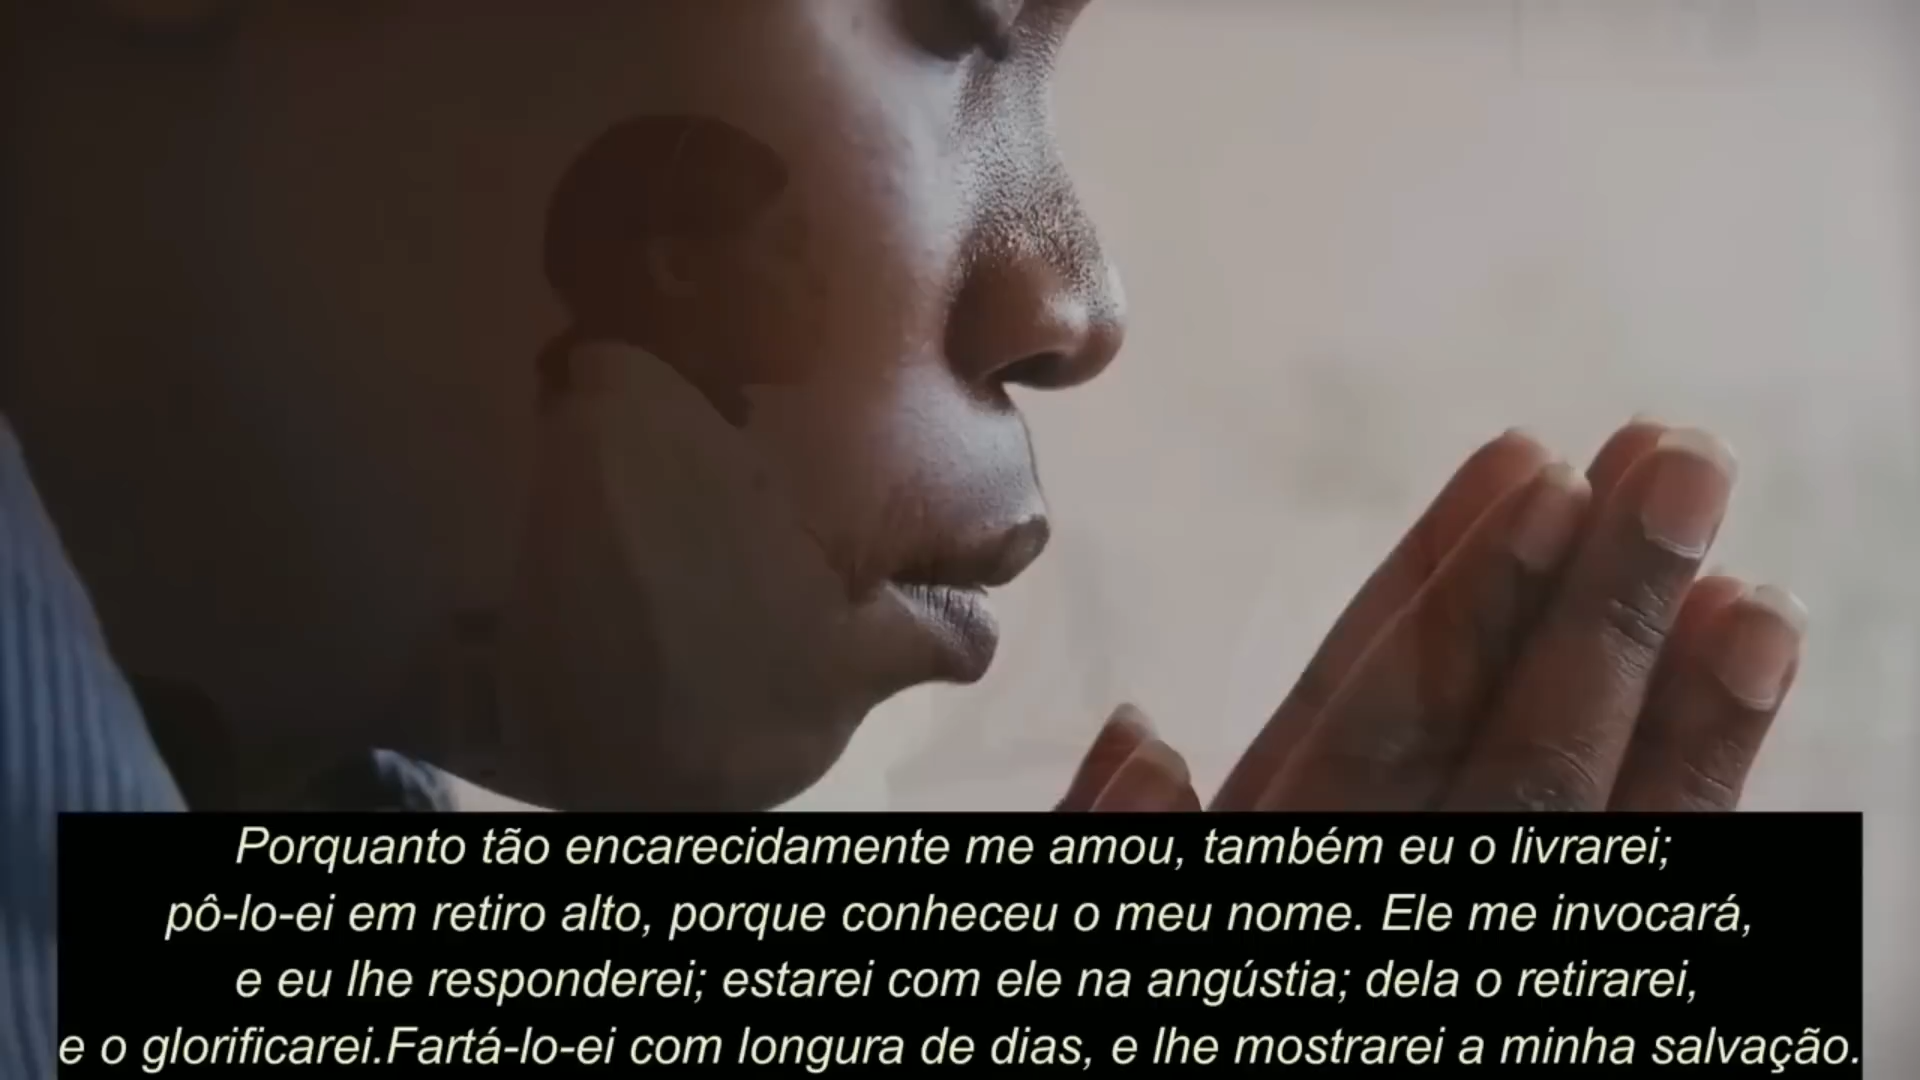 Porquanto tão encarecidamente me amou, também eu o livrarei;
pô-lo-ei em retiro alto, porque conheceu o meu nome. Ele me invocará,
e eu lhe responderei; estarei com ele na angústia; dela o retirarei,
e o glorificarei.Fartá-lo-ei com longura de dias, e lhe mostrarei a minha salvação.